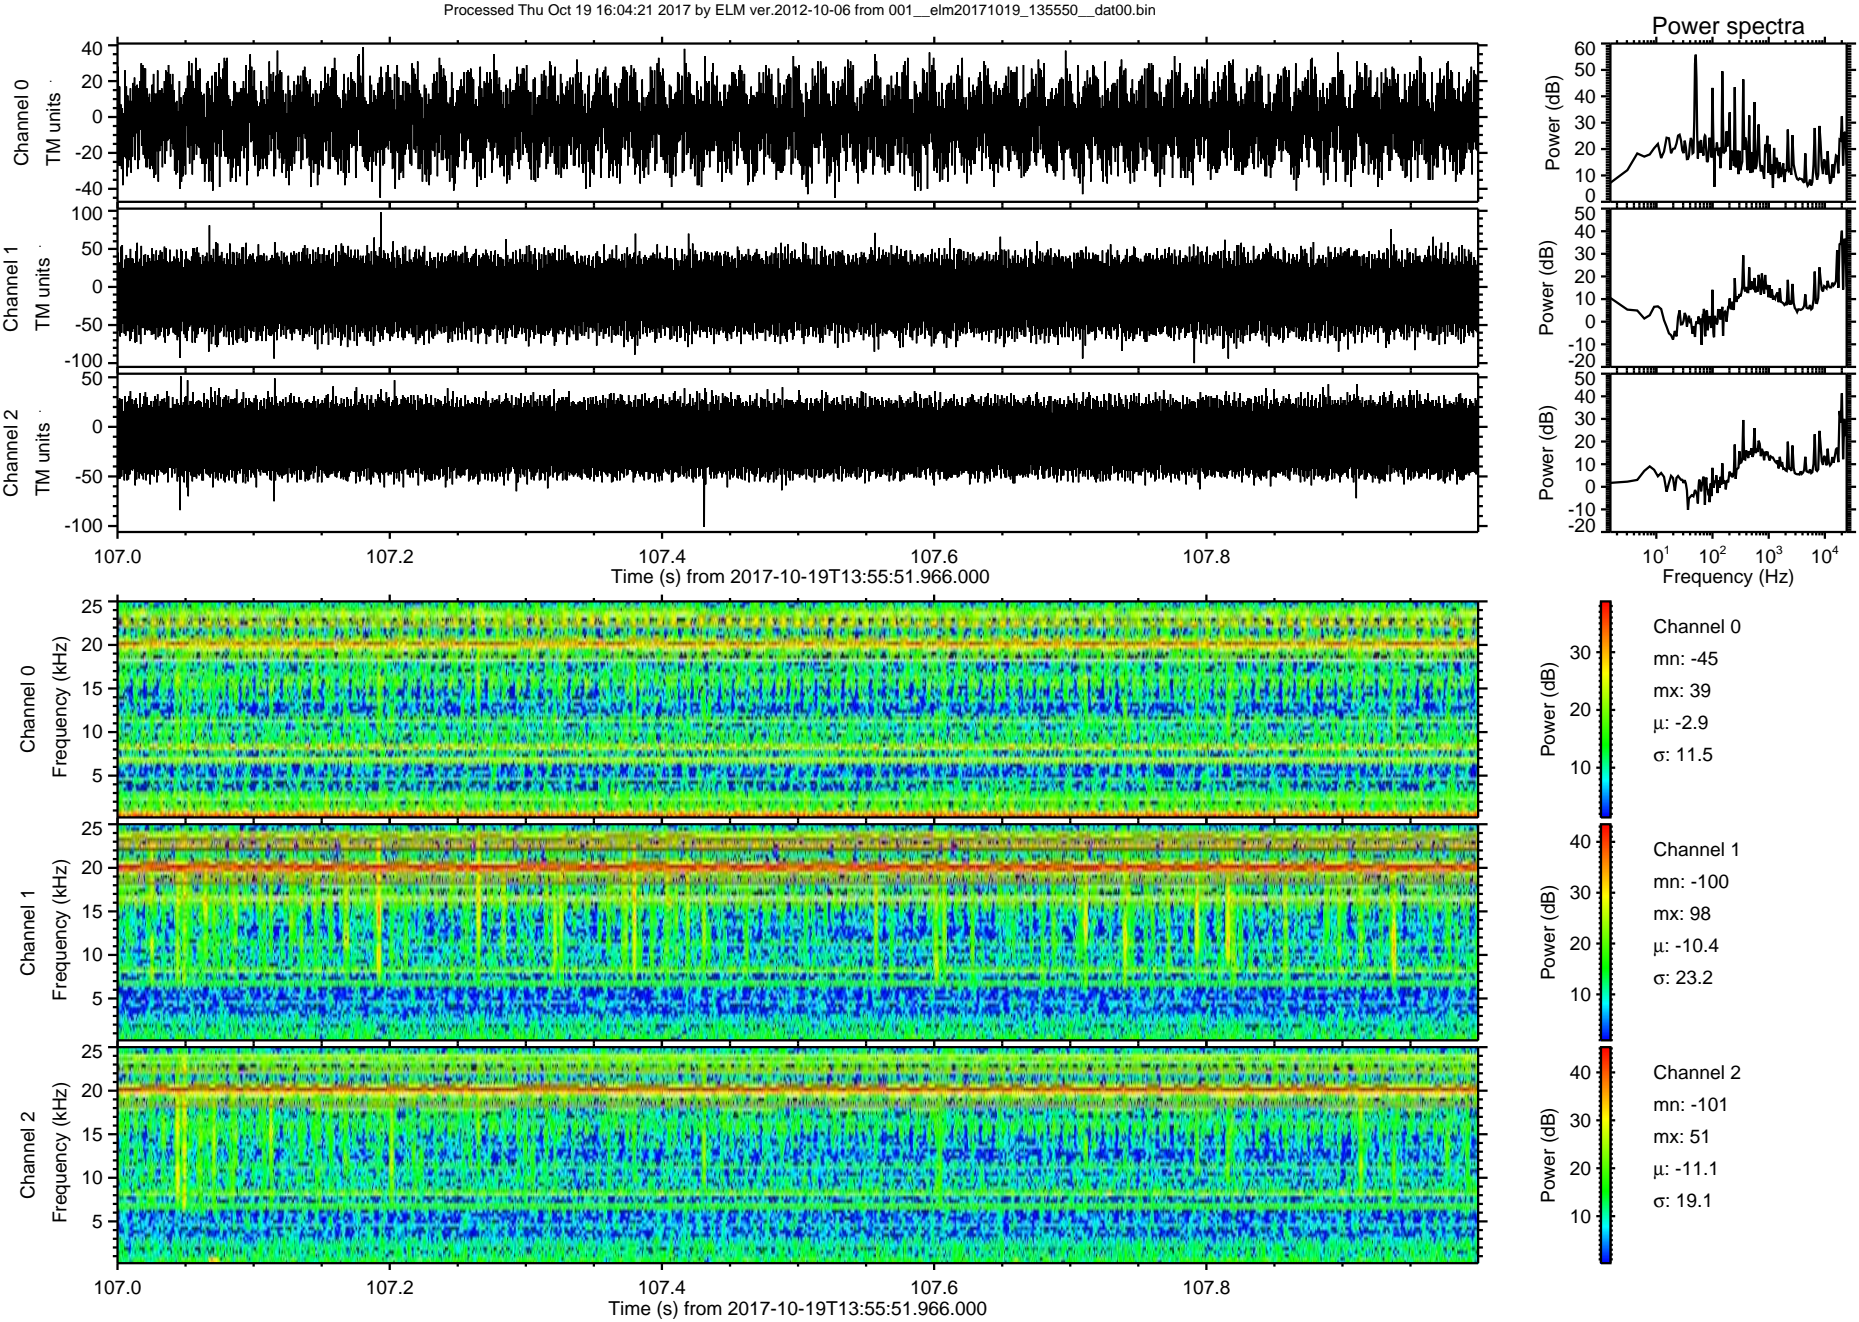 Processed Thu Oct 19 16:04:21 2017 by ELM ver.2012-10-06 from 001__elm20171019_135550__dat00.bin
Power spectra
Channel 0
TM units
40
20
0
-20
-40
Power (dB)
60
50
40
30
20
10
0
Channel 1
TM units
100
50
0
-50
-100
Power (dB)
50
40
30
20
10
0
-10
-20
Channel 2
TM units
50
0
-50
-100
Power (dB)
50
40
30
20
10
0
-10
-20
107.0 107.2 107.4 107.6 107.8
Time (s) from 2017-10-19T13:55:51.966.000
10¹ 10² 10³ 10⁴
Frequency (Hz)
Channel 0
Frequency (kHz)
25
20
15
10
5
Power (dB)
30
20
10
Channel 0
mn: -45
mx: 39
μ: -2.9
σ: 11.5
Channel 1
Frequency (kHz)
25
20
15
10
5
Power (dB)
40
30
20
10
Channel 1
mn: -100
mx: 98
μ: -10.4
σ: 23.2
Channel 2
Frequency (kHz)
25
20
15
10
5
Power (dB)
40
30
20
10
Channel 2
mn: -101
mx: 51
μ: -11.1
σ: 19.1
107.0 107.2 107.4 107.6 107.8
Time (s) from 2017-10-19T13:55:51.966.000